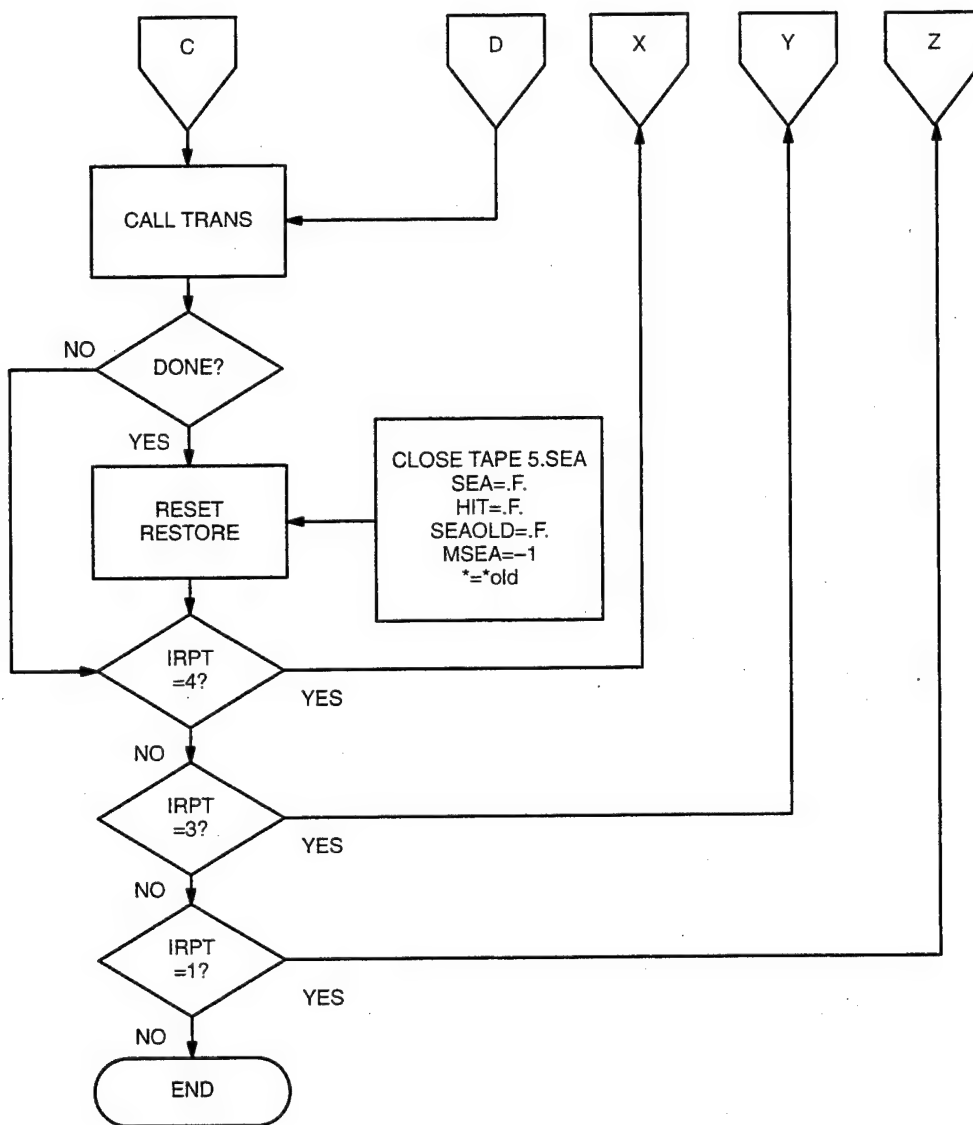 C
D
X
Y
Z
CALL TRANS
NO
DONE?
YES
CLOSE TAPE 5.SEA
SEA=.F.
HIT=.F.
SEAOLD=.F.
MSEA=–1
*=*old
RESET
RESTORE
IRPT
=4?
YES
NO
IRPT
=3?
YES
NO
IRPT
=1?
YES
NO
END